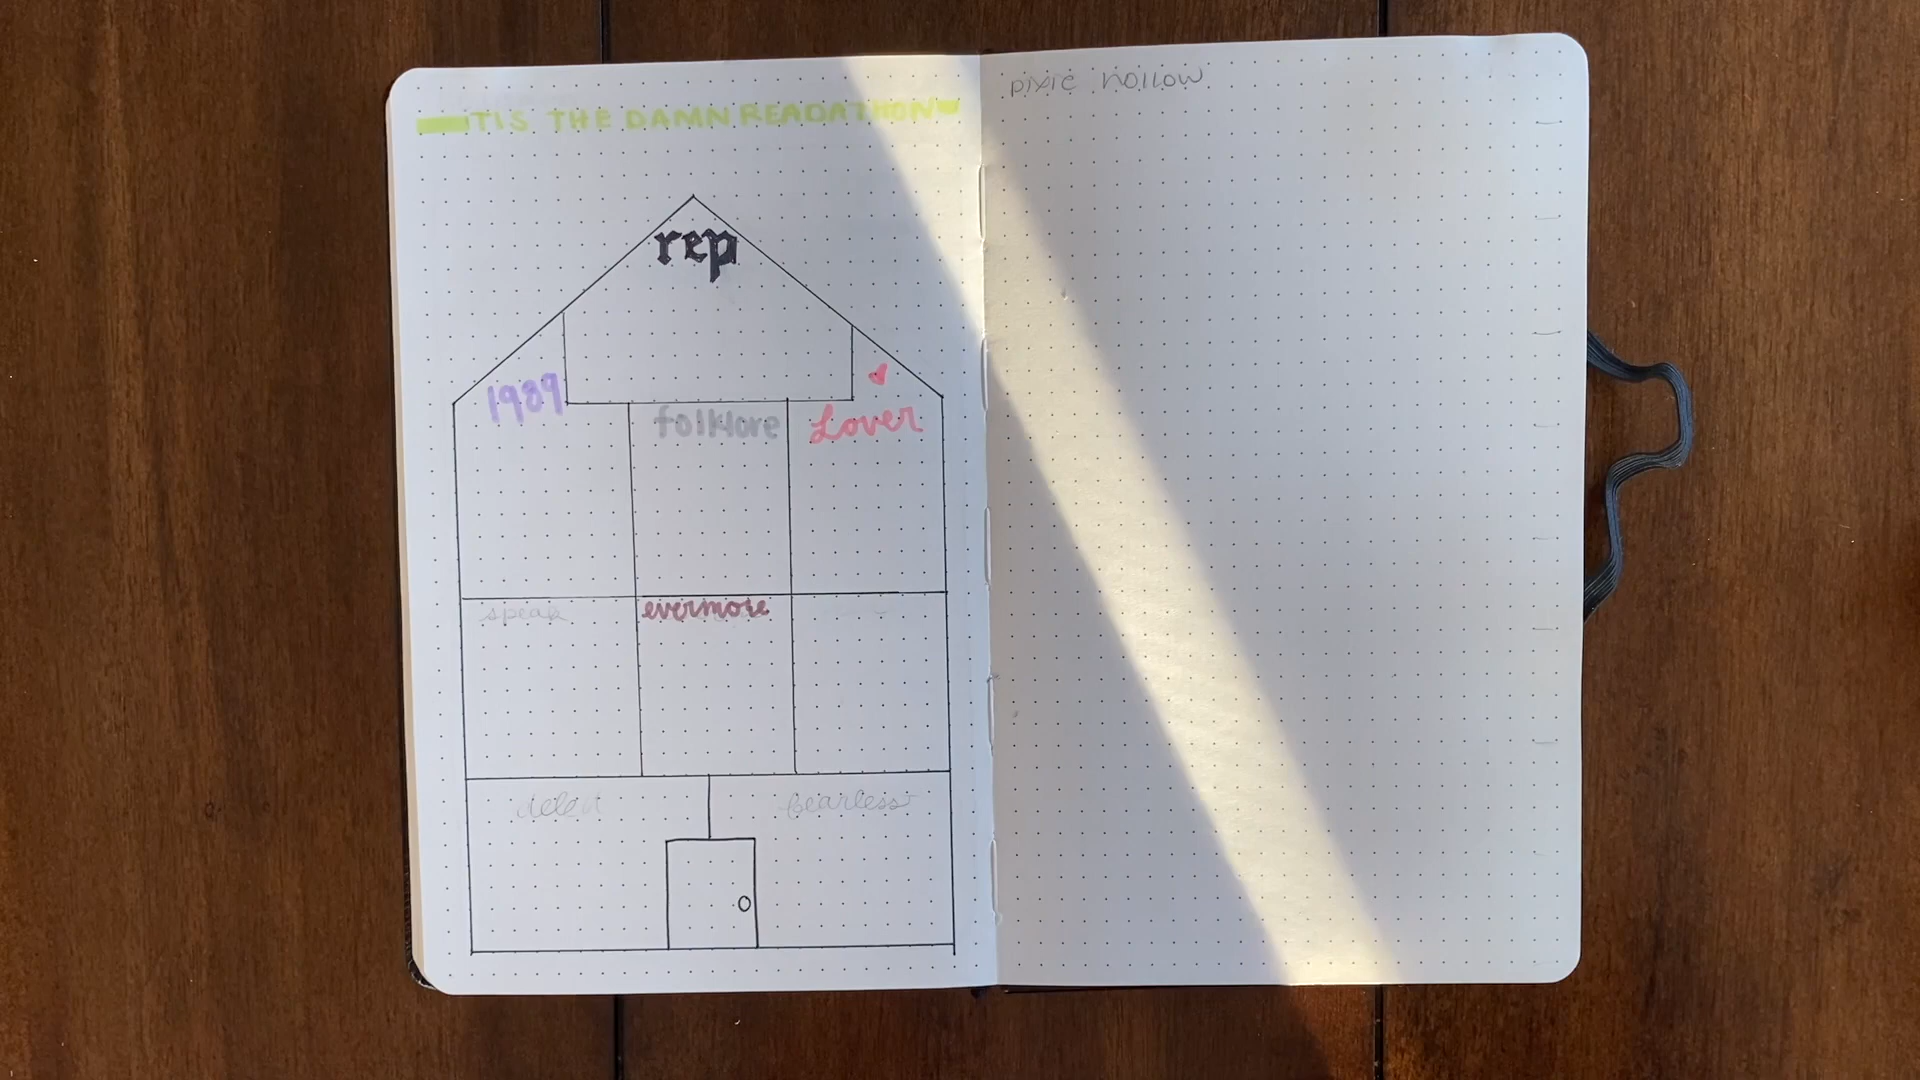 TIS THE DAMN READATHON
pixie hollow
rep
1989
folklore
Lover
speak
evermore
debut
fearless